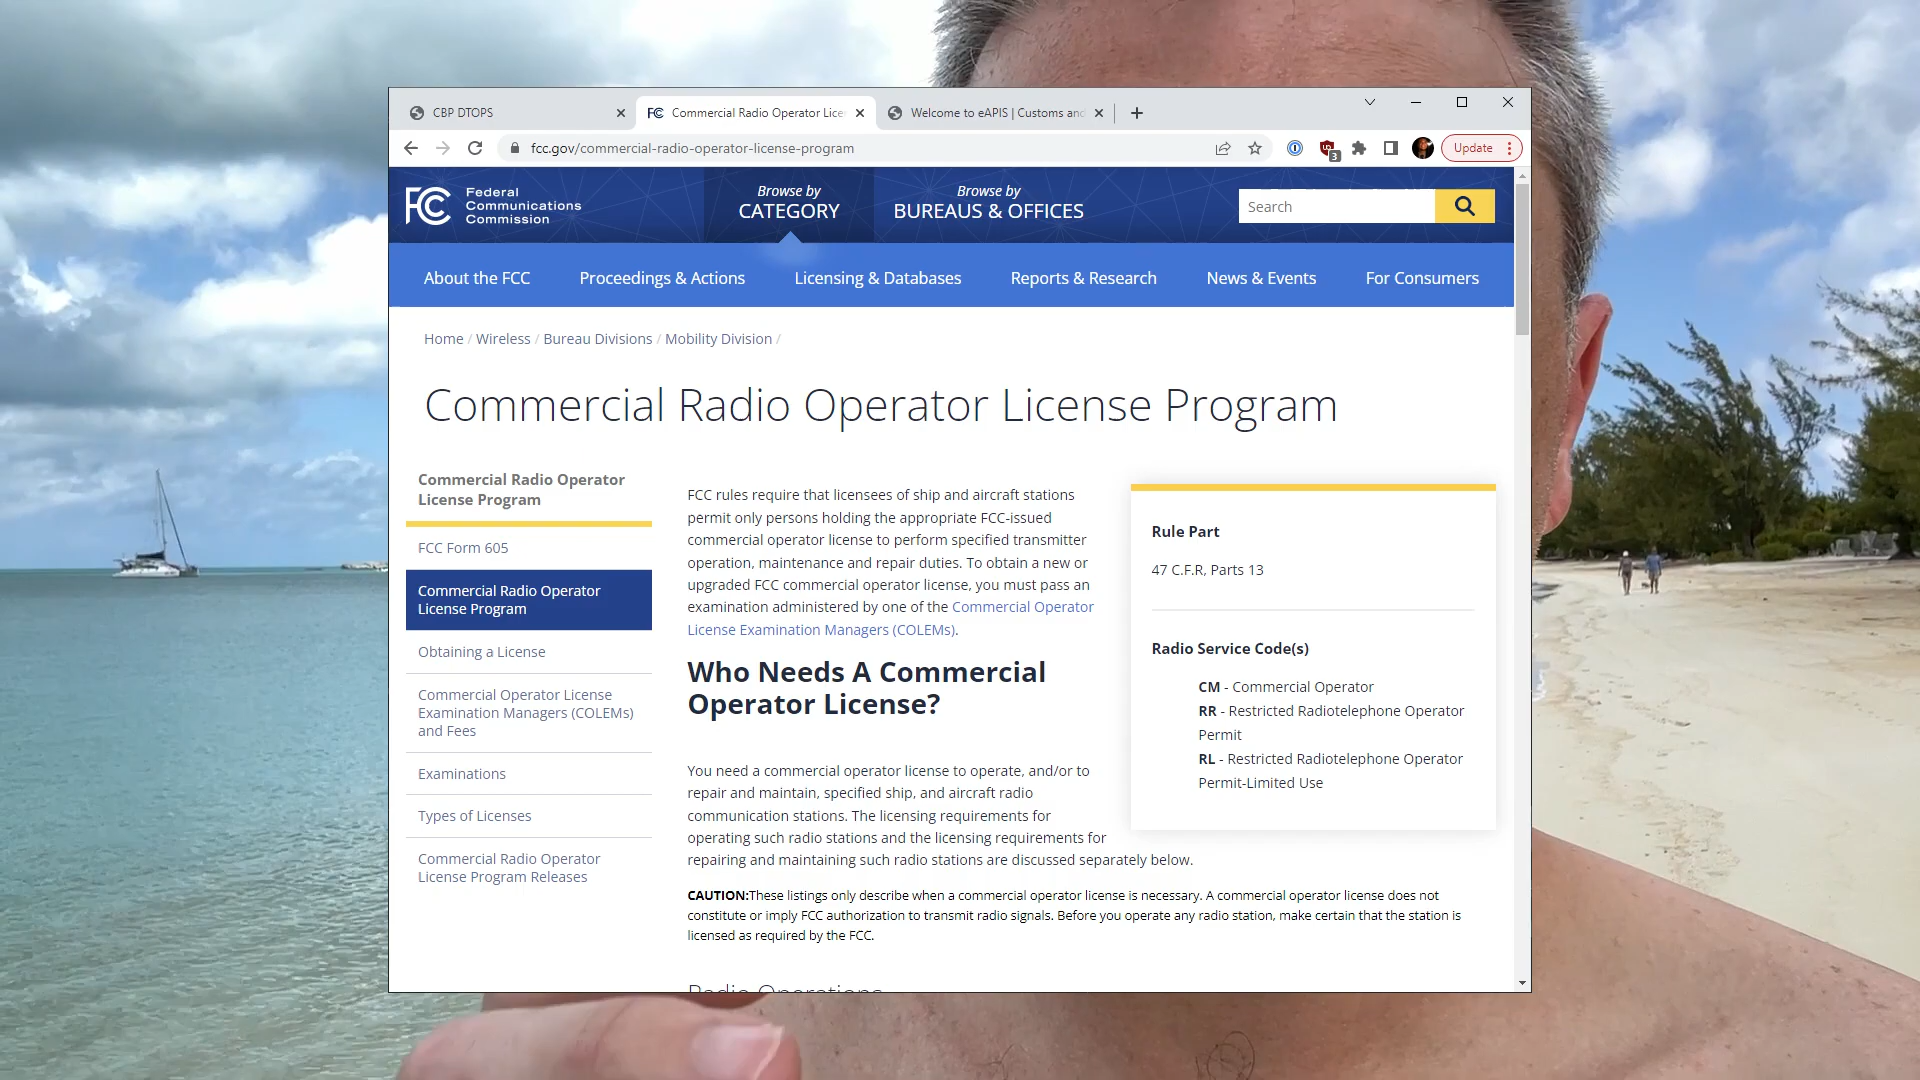 CBP DTOPS
Commercial Radio Operator Lice
Welcome to eAPIS | Customs and
fcc.gov/commercial-radio-operator-license-program
3
Update
FCC
Federal
Communications
Commission
Browse by
CATEGORY
Browse by
BUREAUS & OFFICES
Search
About the FCC
Proceedings & Actions
Licensing & Databases
Reports & Research
News & Events
For Consumers
Home / Wireless / Bureau Divisions / Mobility Division /
Commercial Radio Operator License Program
Commercial Radio Operator
License Program
FCC Form 605
Commercial Radio Operator
License Program
Obtaining a License
Commercial Operator License
Examination Managers (COLEMs)
and Fees
Examinations
Types of Licenses
Commercial Radio Operator
License Program Releases
FCC rules require that licensees of ship and aircraft stations
permit only persons holding the appropriate FCC-issued
commercial operator license to perform specified transmitter
operation, maintenance and repair duties. To obtain a new or
upgraded FCC commercial operator license, you must pass an
examination administered by one of the Commercial Operator
License Examination Managers (COLEMs).
Who Needs A Commercial
Operator License?
You need a commercial operator license to operate, and/or to
repair and maintain, specified ship, and aircraft radio
communication stations. The licensing requirements for
operating such radio stations and the licensing requirements for
repairing and maintaining such radio stations are discussed separately below.
CAUTION:These listings only describe when a commercial operator license is necessary. A commercial operator license does not
constitute or imply FCC authorization to transmit radio signals. Before you operate any radio station, make certain that the station is
licensed as required by the FCC.
Radio Operations
Rule Part
47 C.F.R, Parts 13
Radio Service Code(s)
CM - Commercial Operator
RR - Restricted Radiotelephone Operator
Permit
RL - Restricted Radiotelephone Operator
Permit-Limited Use